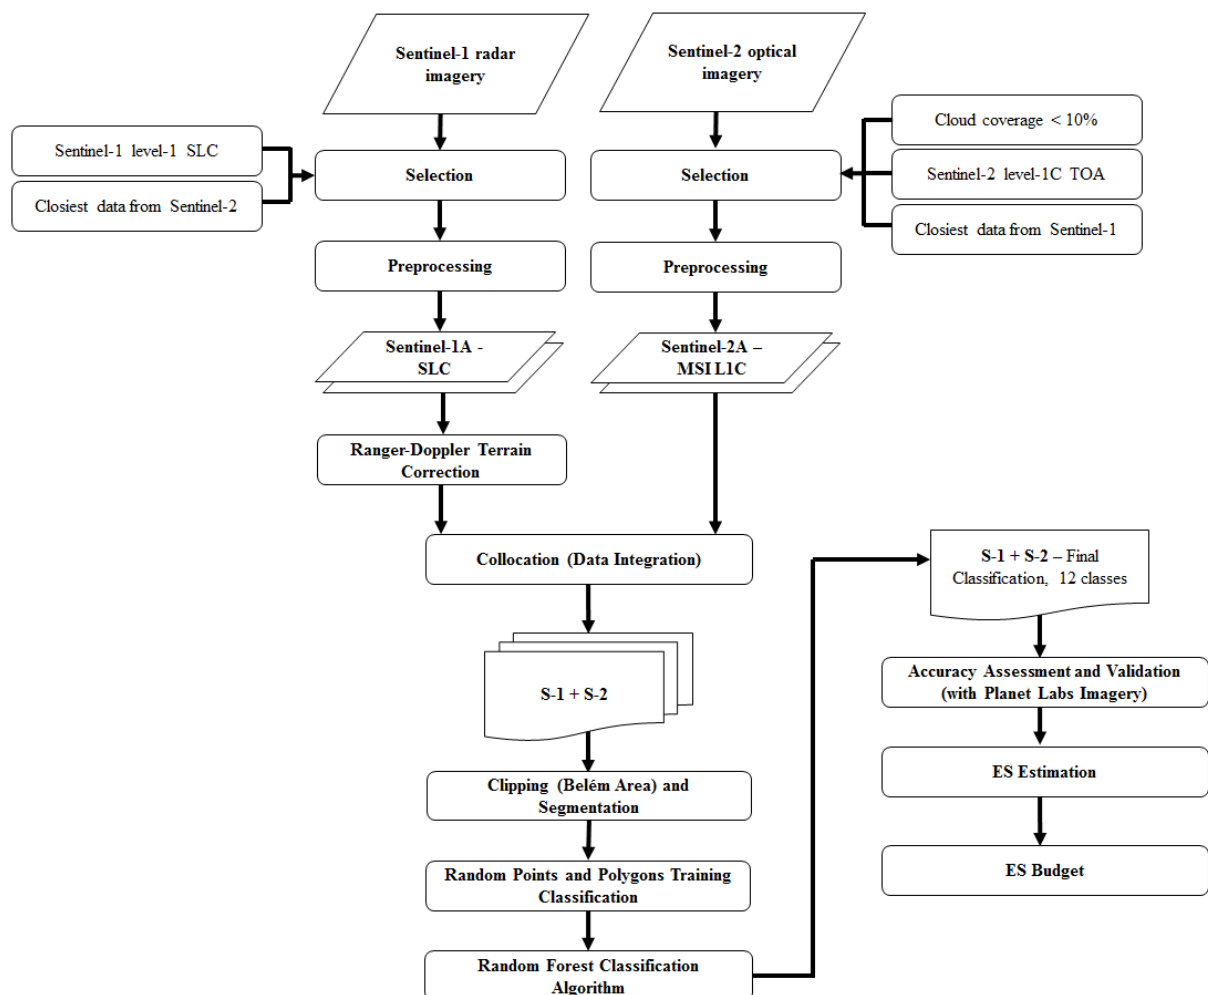 Sentinel-1 radar
imagery
Sentinel-2 optical
imagery
Sentinel-1 level-1 SLC
Closiest data from Sentinel-2
Selection
Selection
Cloud coverage < 10%
Sentinel-2 level-1C TOA
Closiest data from Sentinel-1
Preprocessing
Preprocessing
Sentinel-1A -
SLC
Sentinel-2A –
MSI L1C
Ranger-Doppler Terrain
Correction
Collocation (Data Integration)
S-1 + S-2
Clipping (Belém Area) and
Segmentation
Random Points and Polygons Training
Classification
Random Forest Classification
Algorithm
S-1 + S-2 – Final
Classification, 12 classes
Accuracy Assessment and Validation
(with Planet Labs Imagery)
ES Estimation
ES Budget